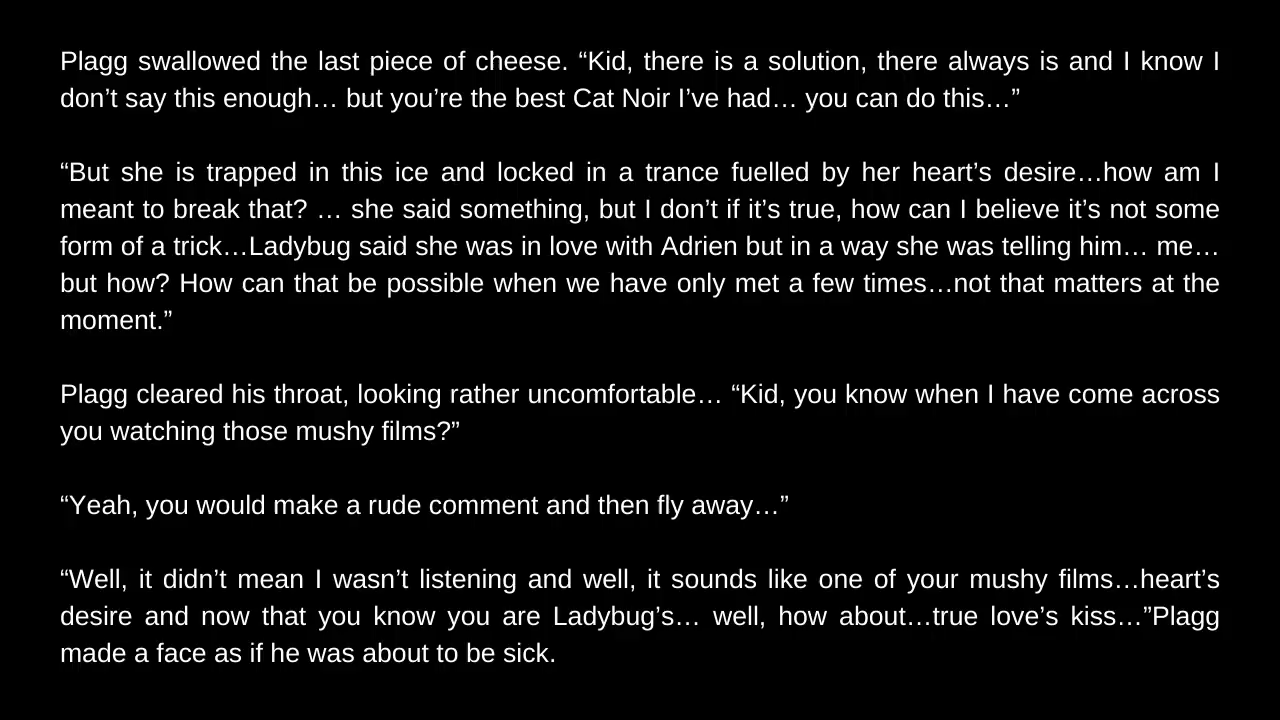 Plagg swallowed the last piece of cheese. “Kid, there is a solution, there always is and I know I
don’t say this enough… but you’re the best Cat Noir I’ve had… you can do this…”
“But she is trapped in this ice and locked in a trance fuelled by her heart’s desire…how am I
meant to break that? … she said something, but I don’t if it’s true, how can I believe it’s not some
form of a trick…Ladybug said she was in love with Adrien but in a way she was telling him… me…
but how? How can that be possible when we have only met a few times…not that matters at the
moment.”
Plagg cleared his throat, looking rather uncomfortable… “Kid, you know when I have come across
you watching those mushy films?”
“Yeah, you would make a rude comment and then fly away…”
“Well, it didn’t mean I wasn’t listening and well, it sounds like one of your mushy films…heart’s
desire and now that you know you are Ladybug’s… well, how about…true love’s kiss…”Plagg
made a face as if he was about to be sick.